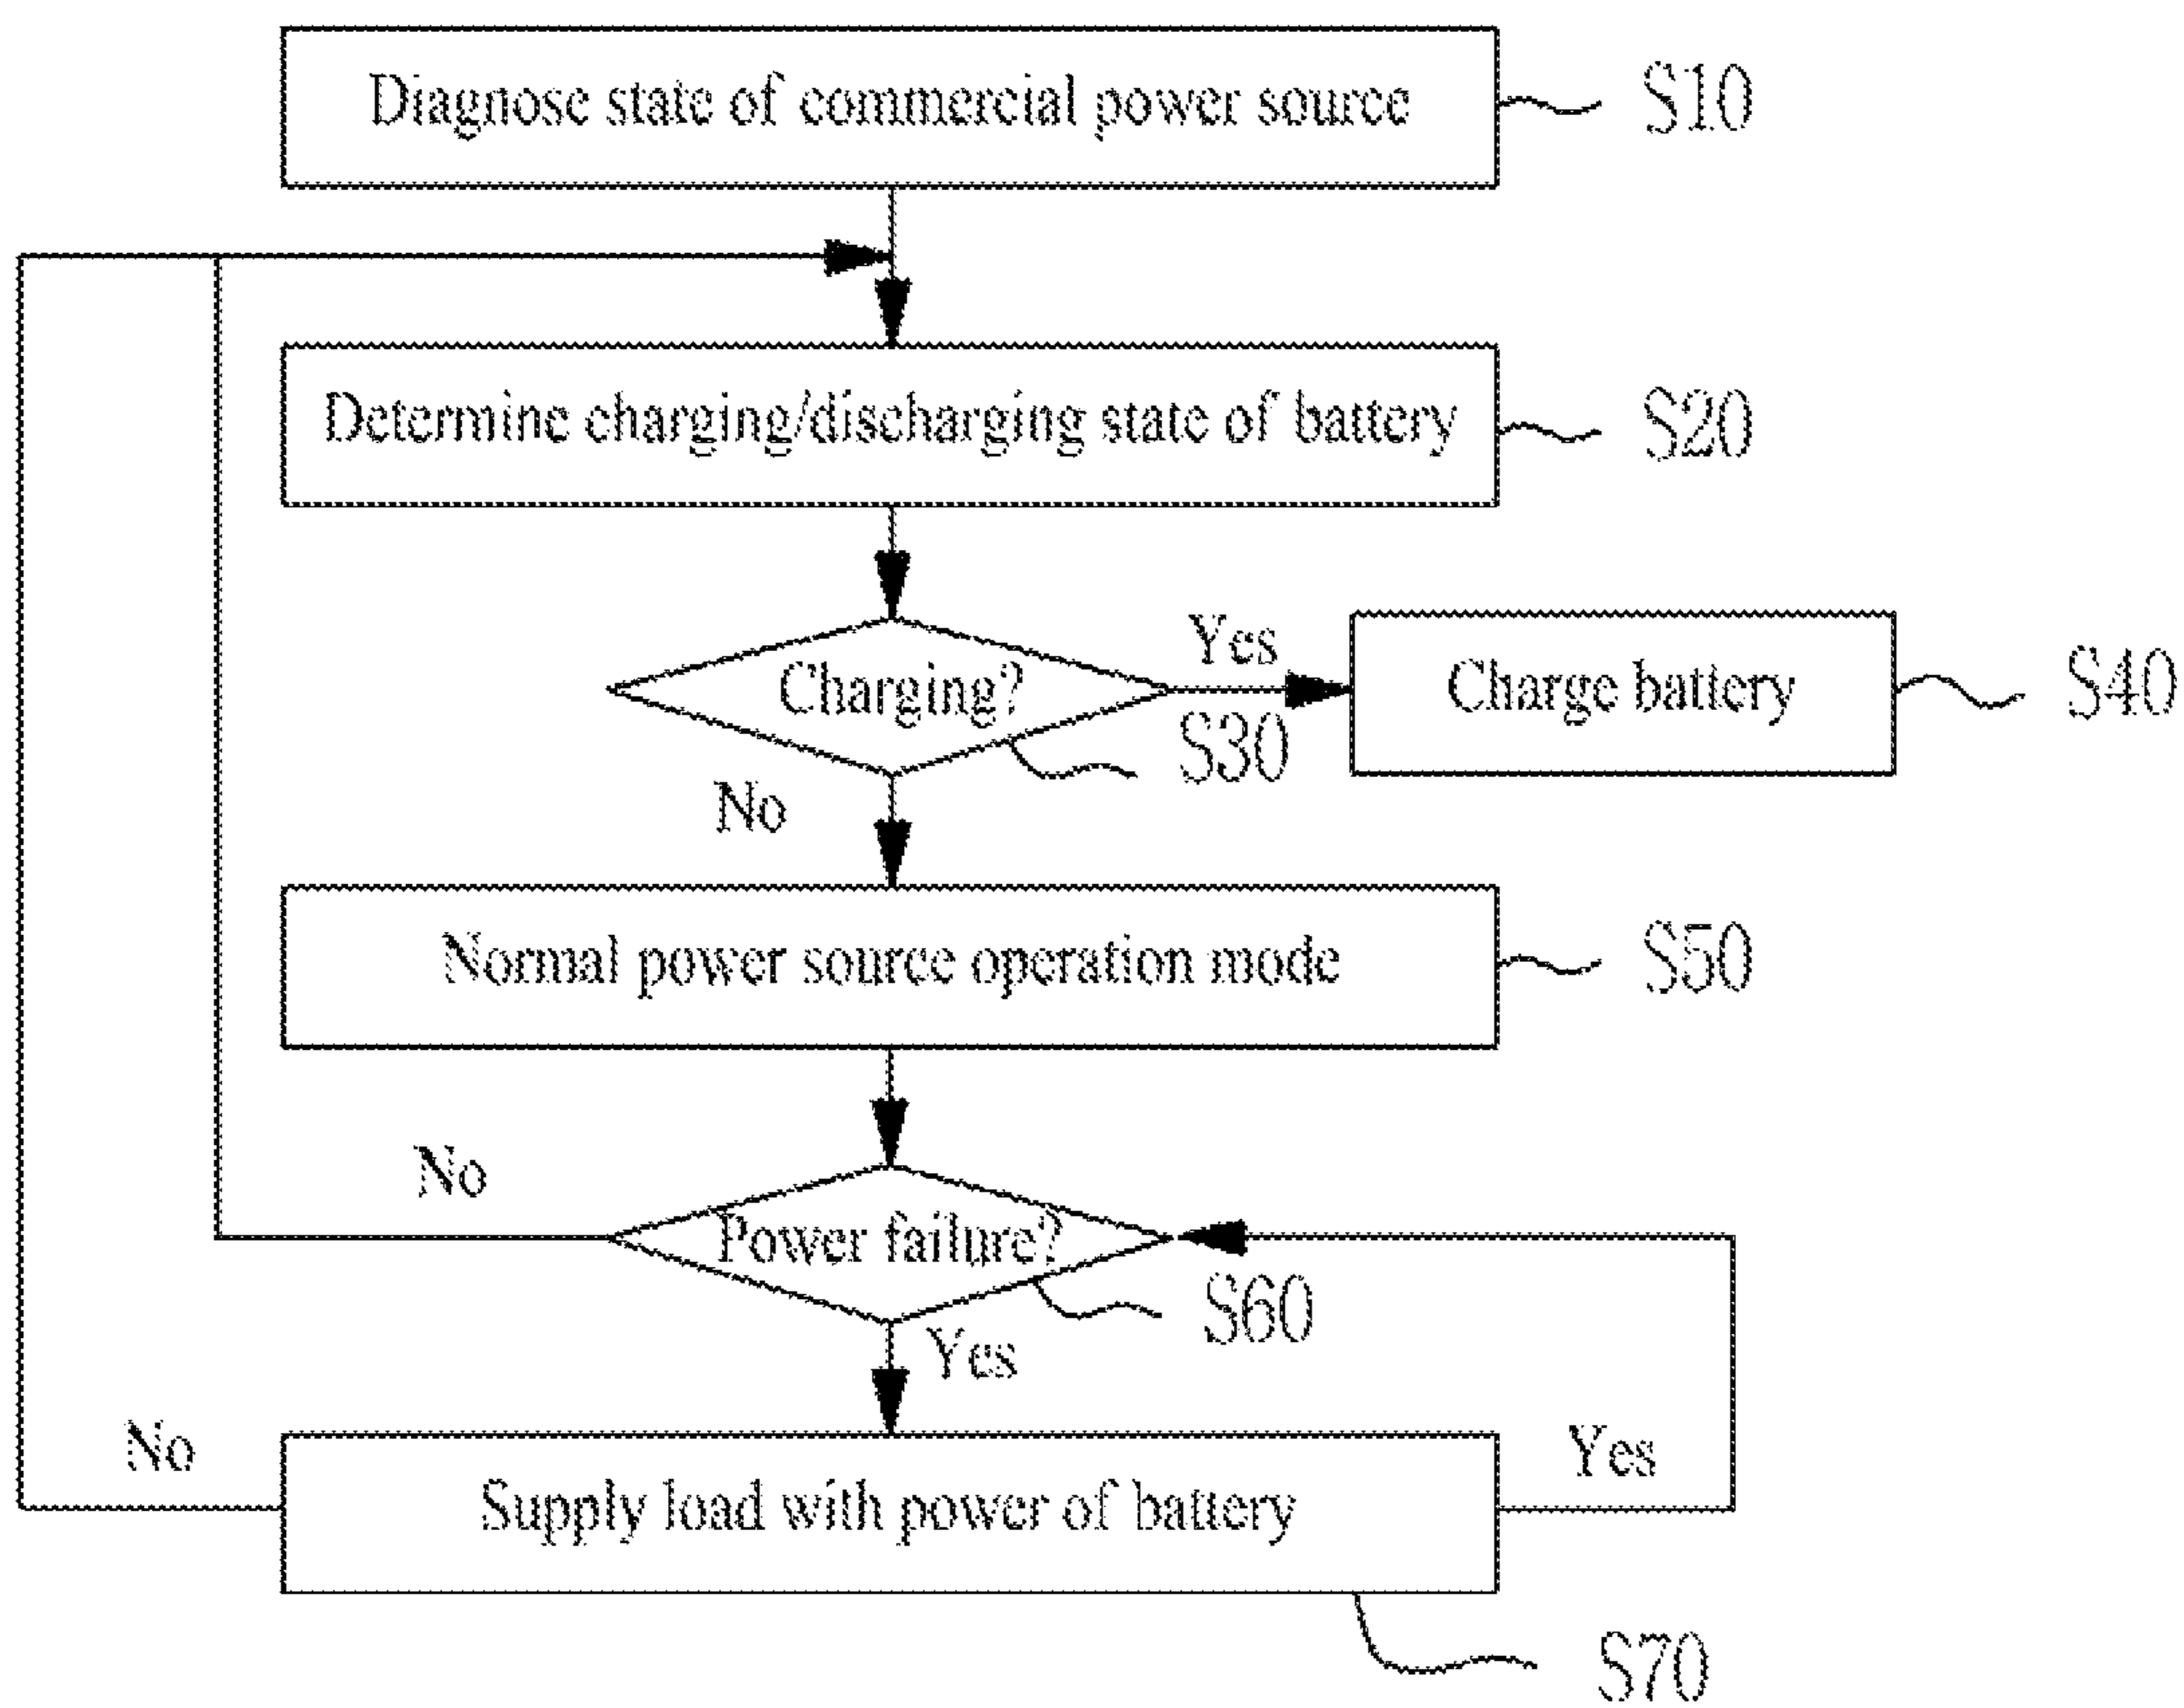 Diagnose state of commercial power source
S10
Determine charging/discharging state of battery
S20
Charging?
Yes
S30
Charge battery
S40
No
Normal power source operation mode
S50
No
Power failure?
S60
Yes
No
Supply load with power of battery
Yes
S70